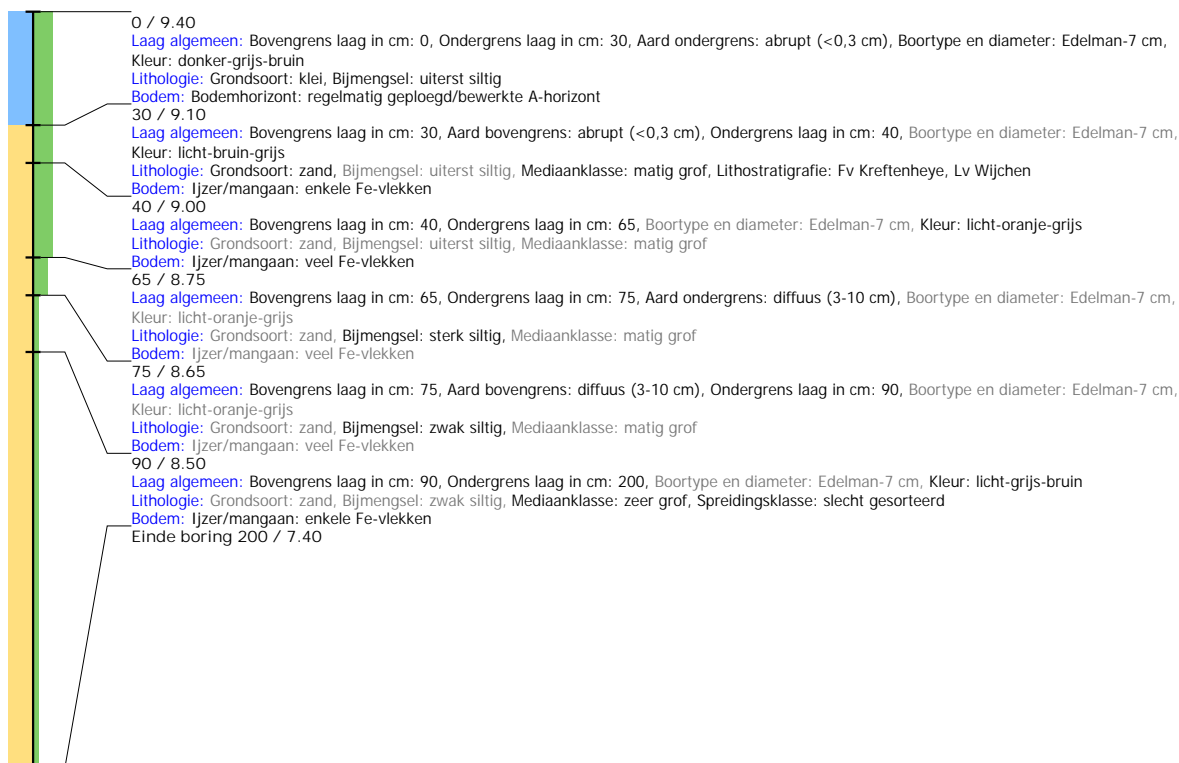 0 / 9.40
Laag algemeen: Bovengrens laag in cm: 0, Ondergrens laag in cm: 30, Aard ondergrens: abrupt (<0,3 cm), Boortype en diameter: Edelman-7 cm,
Kleur: donker-grijs-bruin
Lithologie: Grondsoort: klei, Bijmengsel: uiterst siltig
Bodem: Bodemhorizont: regelmatig geploegd/bewerkte A-horizont
30 / 9.10
Laag algemeen: Bovengrens laag in cm: 30, Aard bovengrens: abrupt (<0,3 cm), Ondergrens laag in cm: 40, Boortype en diameter: Edelman-7 cm,
Kleur: licht-bruin-grijs
Lithologie: Grondsoort: zand, Bijmengsel: uiterst siltig, Mediaanklasse: matig grof, Lithostratigrafie: Fv Kreftenheye, Lv Wijchen
Bodem: Ijzer/mangaan: enkele Fe-vlekken
40 / 9.00
Laag algemeen: Bovengrens laag in cm: 40, Ondergrens laag in cm: 65, Boortype en diameter: Edelman-7 cm, Kleur: licht-oranje-grijs
Lithologie: Grondsoort: zand, Bijmengsel: uiterst siltig, Mediaanklasse: matig grof
Bodem: Ijzer/mangaan: veel Fe-vlekken
65 / 8.75
Laag algemeen: Bovengrens laag in cm: 65, Ondergrens laag in cm: 75, Aard ondergrens: diffuus (3-10 cm), Boortype en diameter: Edelman-7 cm,
Kleur: licht-oranje-grijs
Lithologie: Grondsoort: zand, Bijmengsel: sterk siltig, Mediaanklasse: matig grof
Bodem: Ijzer/mangaan: veel Fe-vlekken
75 / 8.65
Laag algemeen: Bovengrens laag in cm: 75, Aard bovengrens: diffuus (3-10 cm), Ondergrens laag in cm: 90, Boortype en diameter: Edelman-7 cm,
Kleur: licht-oranje-grijs
Lithologie: Grondsoort: zand, Bijmengsel: zwak siltig, Mediaanklasse: matig grof
Bodem: Ijzer/mangaan: veel Fe-vlekken
90 / 8.50
Laag algemeen: Bovengrens laag in cm: 90, Ondergrens laag in cm: 200, Boortype en diameter: Edelman-7 cm, Kleur: licht-grijs-bruin
Lithologie: Grondsoort: zand, Bijmengsel: zwak siltig, Mediaanklasse: zeer grof, Spreidingsklasse: slecht gesorteerd
Bodem: Ijzer/mangaan: enkele Fe-vlekken
Einde boring 200 / 7.40